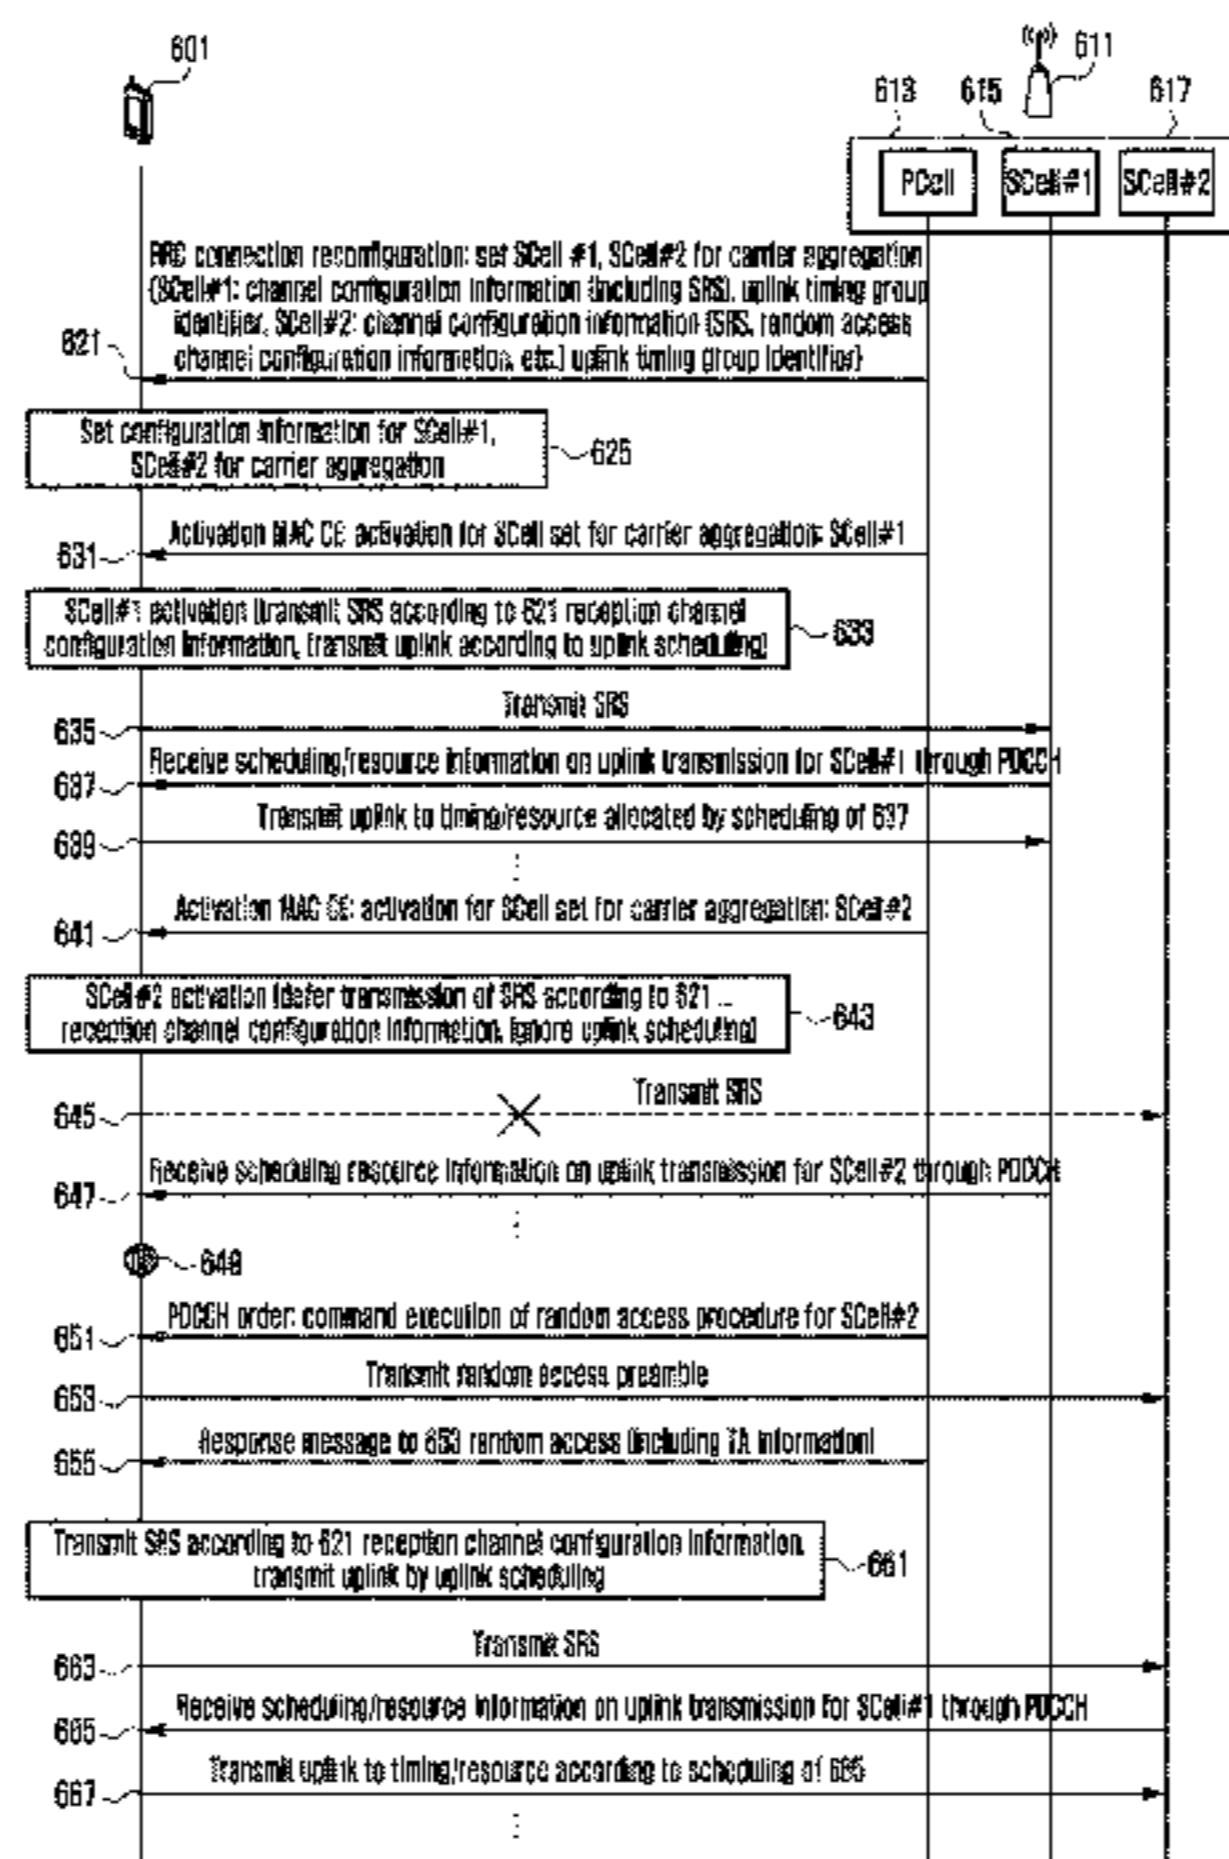 601
611
613
615
617
PCell
SCell#1
SCell#2
RRC connection reconfiguration: set SCell #1, SCell#2 for carrier aggregation
{SCell#1: channel configuration information (including SRS), uplink timing group
identifier, SCell#2: channel configuration information (SRS, random access
channel configuration information, etc.) uplink timing group identifier}
621
Set configuration information for SCell#1,
SCell#2 for carrier aggregation
625
Activation MAC CE: activation for SCell set for carrier aggregation: SCell#1
631
SCell#1 activation (transmit SRS according to 621 reception channel
configuration information, transmit uplink according to uplink scheduling)
633
Transmit SRS
635
Receive scheduling/resource information on uplink transmission for SCell#1 through PDCCH
637
Transmit uplink to timing/resource allocated by scheduling of 637
639
Activation MAC CE: activation for SCell set for carrier aggregation: SCell#2
641
SCell#2 activation (defer transmission of SRS according to 621 ...
reception channel configuration information, ignore uplink scheduling)
643
Transmit SRS
645
Receive scheduling resource information on uplink transmission for SCell#2 through PDCCH
647
649
PDCCH order: command execution of random access procedure for SCell#2
651
Transmit random access preamble
653
Response message to 653 random access (including TA information)
655
Transmit SRS according to 621 reception channel configuration information,
transmit uplink by uplink scheduling
661
Transmit SRS
663
Receive scheduling/resource information on uplink transmission for SCell#1 through PDCCH
665
Transmit uplink to timing/resource according to scheduling of 665
667